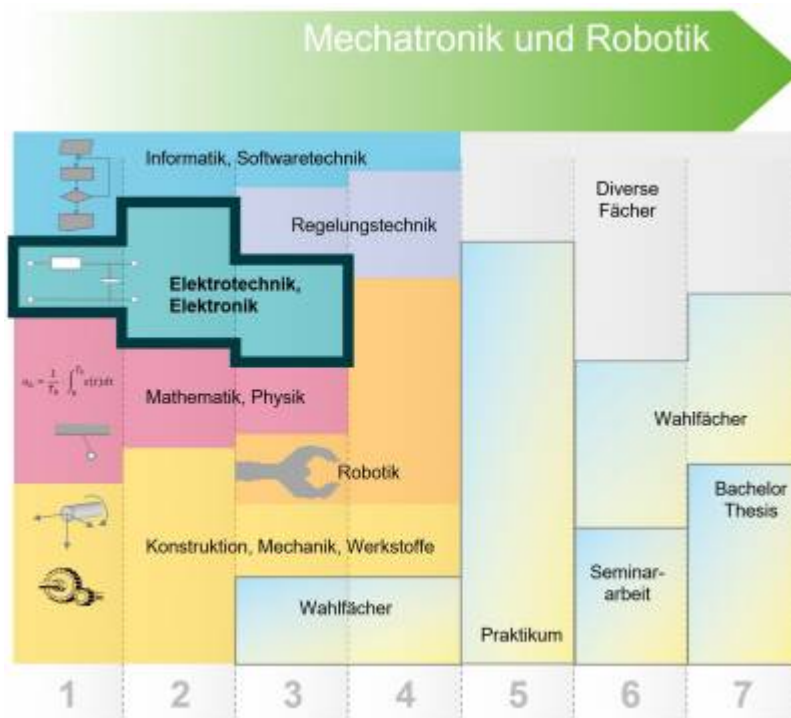 Mechatronik und Robotik
Informatik, Softwaretechnik
Diverse
Fächer
Regelungstechnik
Elektrotechnik,
Elektronik
Mathematik, Physik
Wahlfächer
Robotik
Bachelor
Thesis
Konstruktion, Mechanik, Werkstoffe
Seminar-
arbeit
Wahlfächer
Praktikum
1 2 3 4 5 6 7